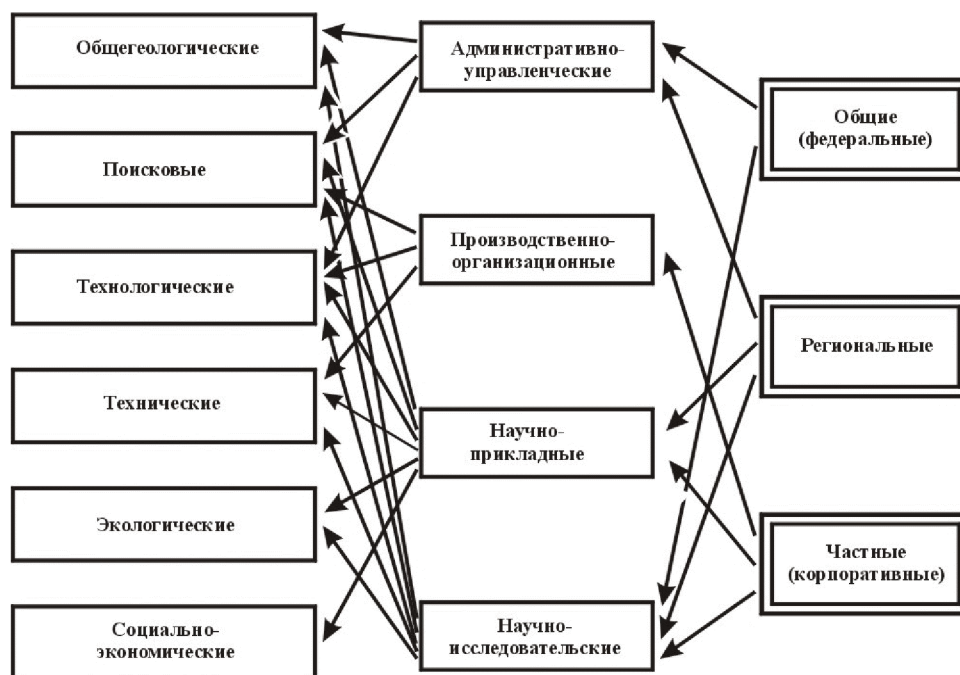 Общегеологические
Поисковые
Технологические
Технические
Экологические
Социально-
экономические
Административно-
управленческие
Производственно-
организационные
Научно-
прикладные
Научно-
исследовательские
Общие
(федеральные)
Региональные
Частные
(корпоративные)